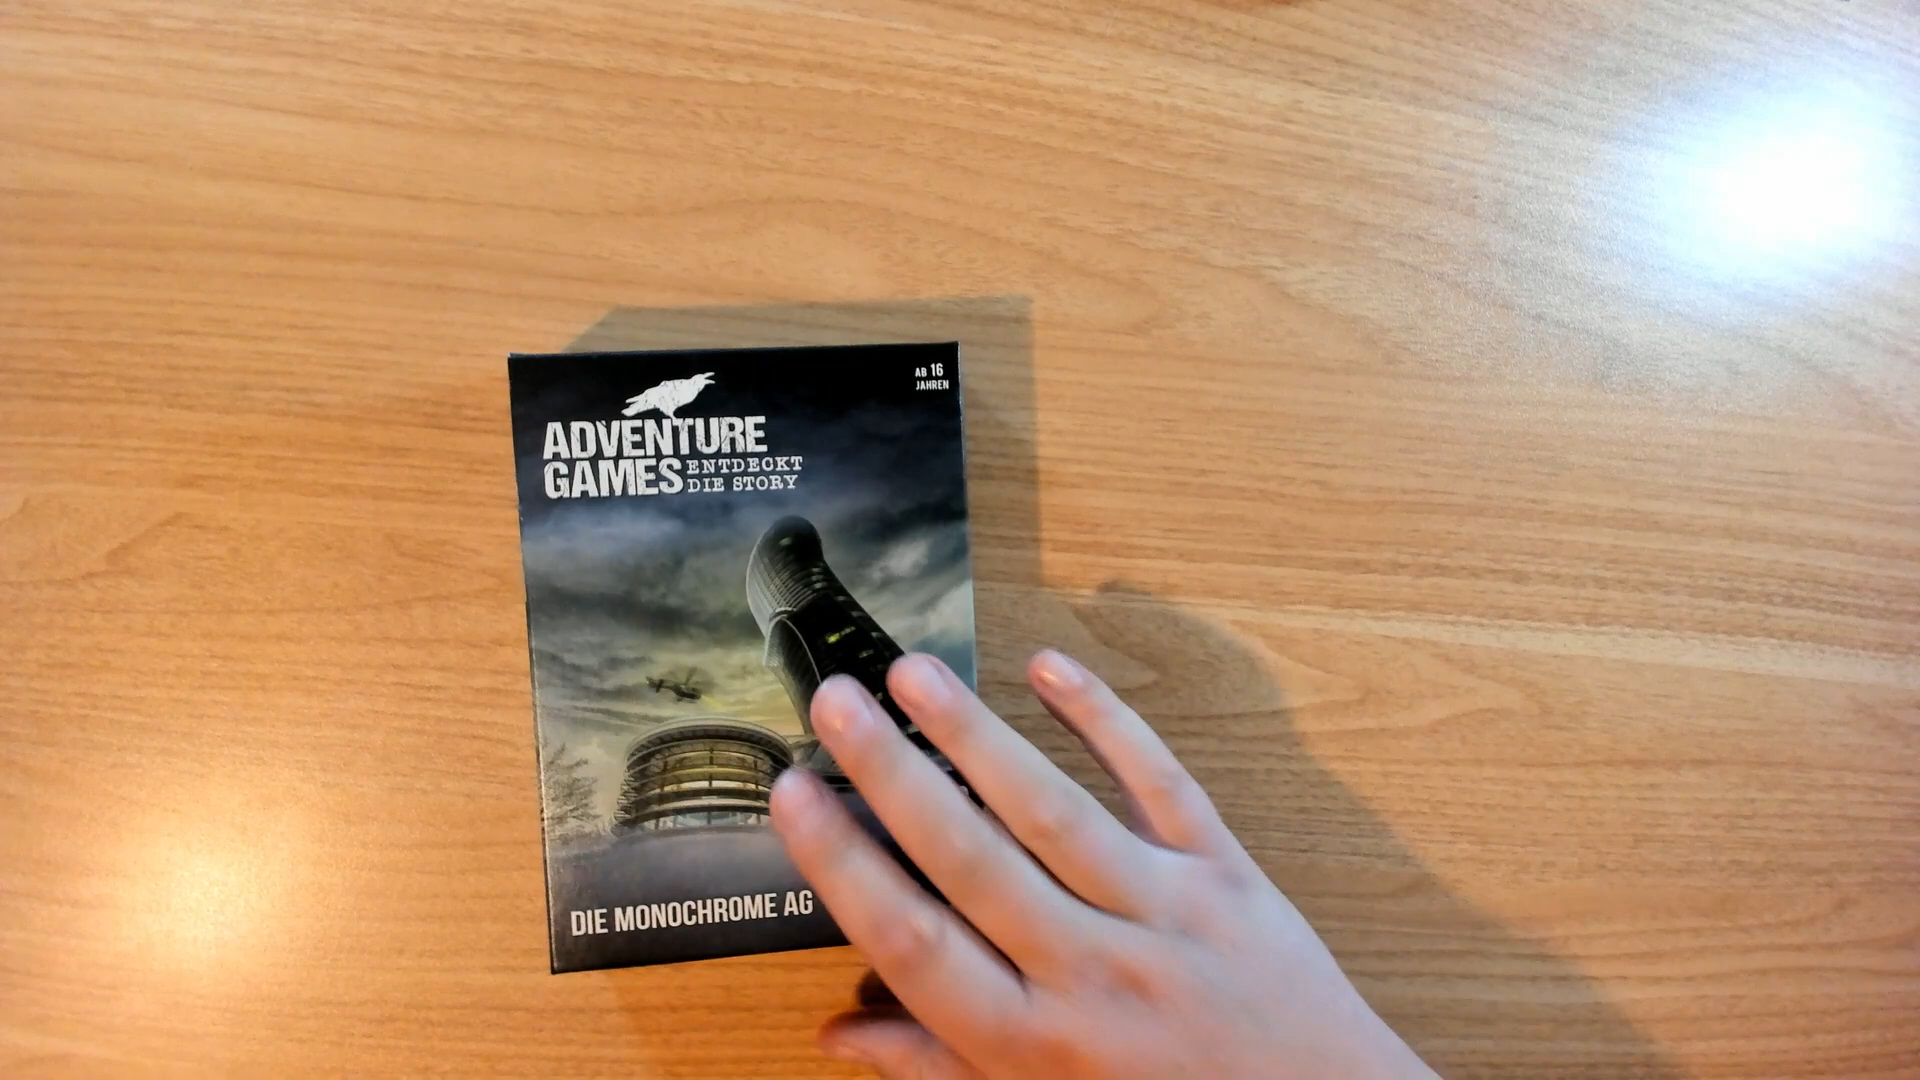 AB 16
JAHREN
ADVENTURE
GAMES ENTDECKT
DIE STORY
DIE MONOCHROME AG